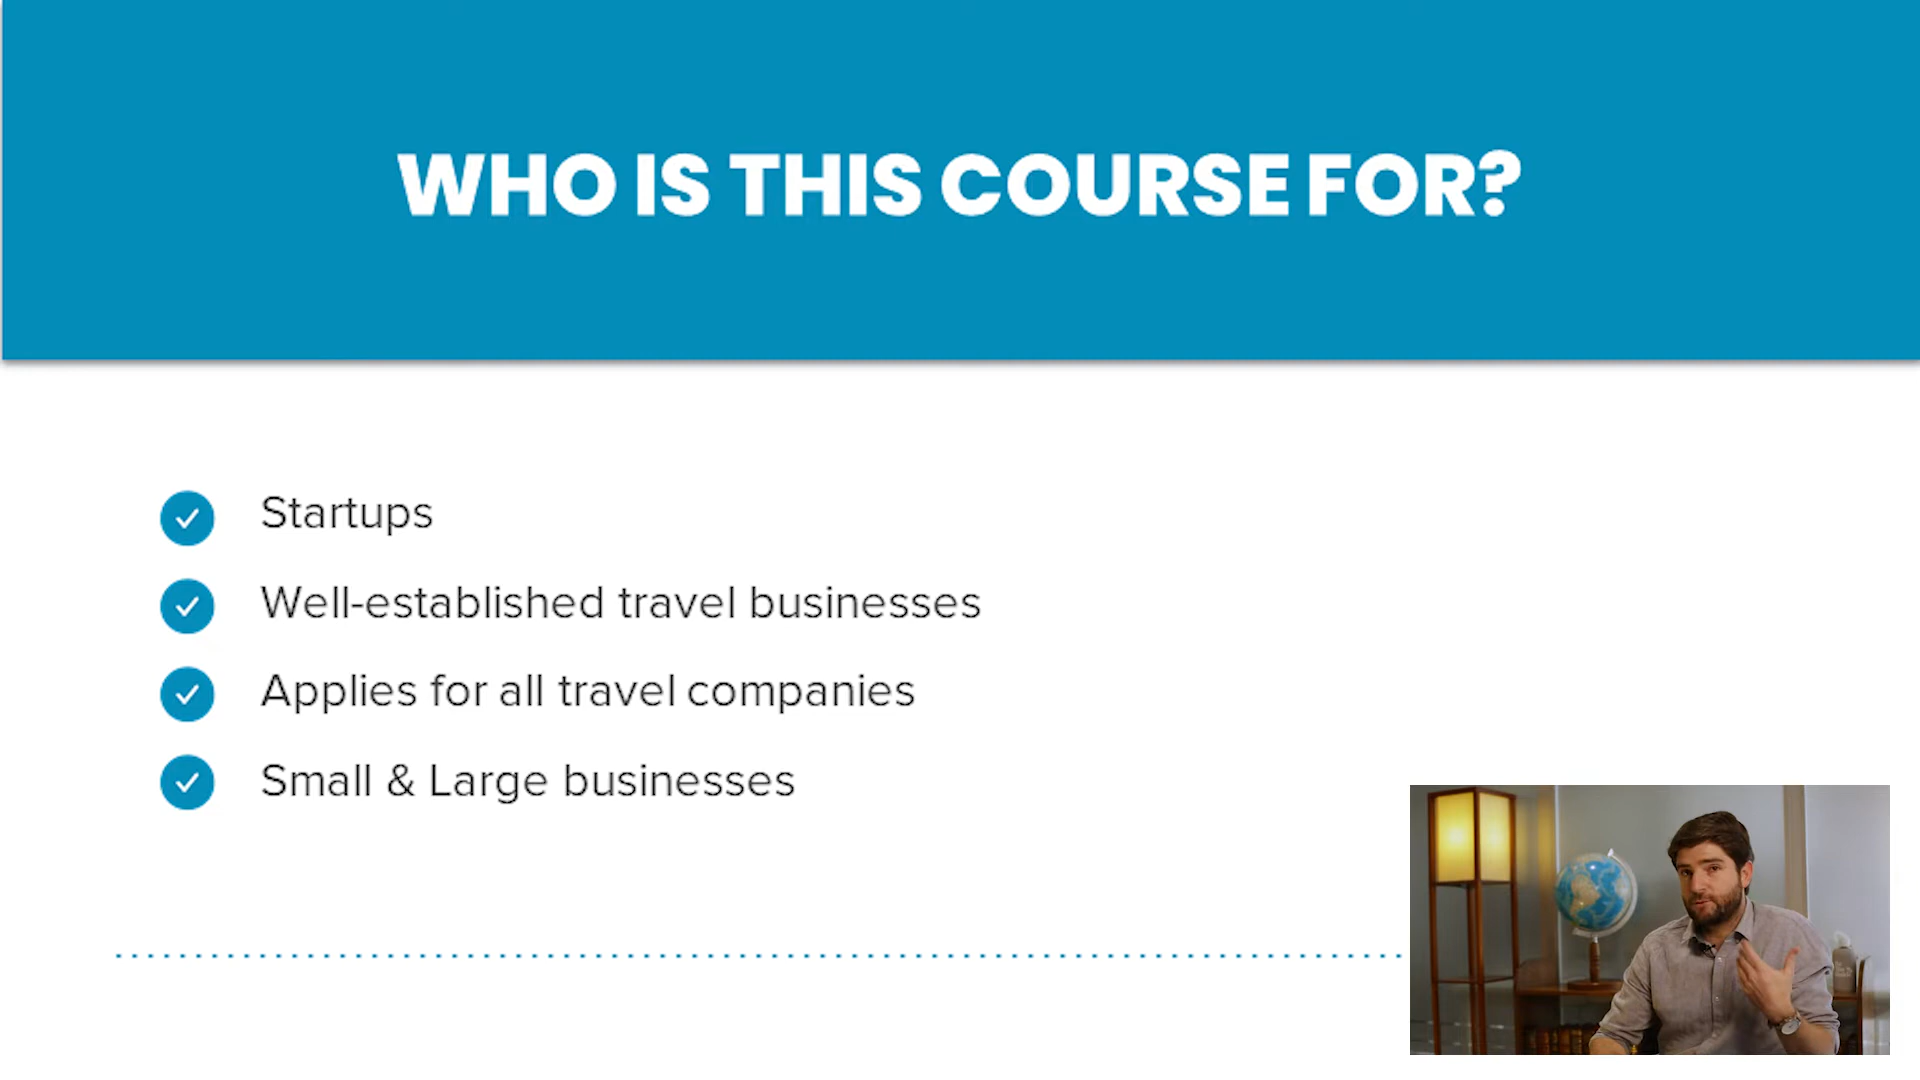 WHO IS THIS COURSE FOR?
Startups
Well-established travel businesses
Applies for all travel companies
Small & Large businesses